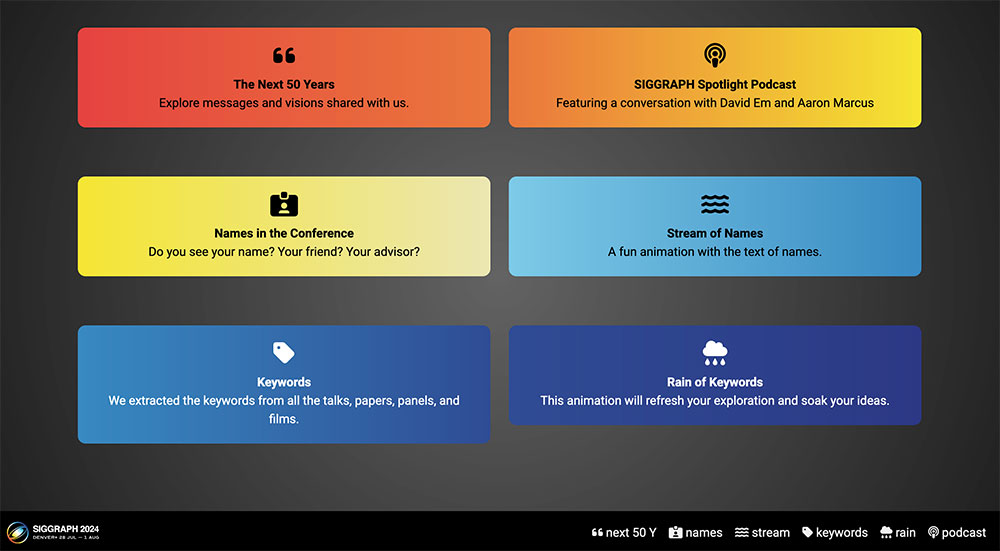 The Next 50 Years
Explore messages and visions shared with us.
SIGGRAPH Spotlight Podcast
Featuring a conversation with David Em and Aaron Marcus
Names in the Conference
Do you see your name? Your friend? Your advisor?
Stream of Names
A fun animation with the text of names.
Keywords
We extracted the keywords from all the talks, papers, panels, and
films.
Rain of Keywords
This animation will refresh your exploration and soak your ideas.
SIGGRAPH 2024
DENVER+ 28 JUL — 1 AUG
next 50 Y names stream keywords rain podcast